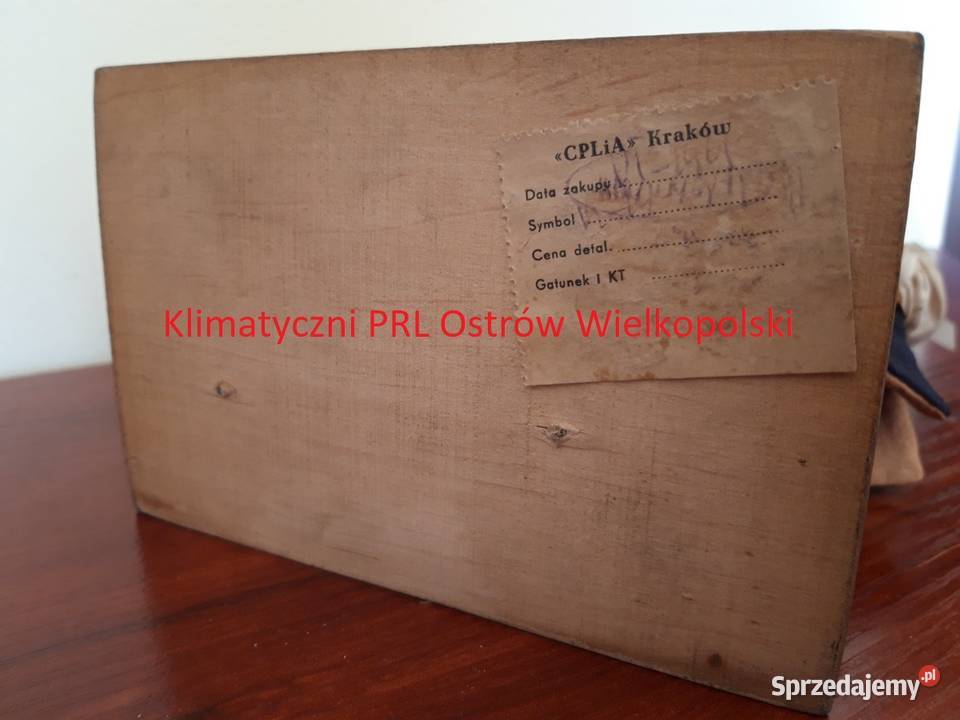 «CPLiA» Kraków
Data zakupu
Symbol
Cena detal.
Gatunek I KT
Klimatyczni PRL Ostrów Wielkopolski
Sprzedajemy.pl